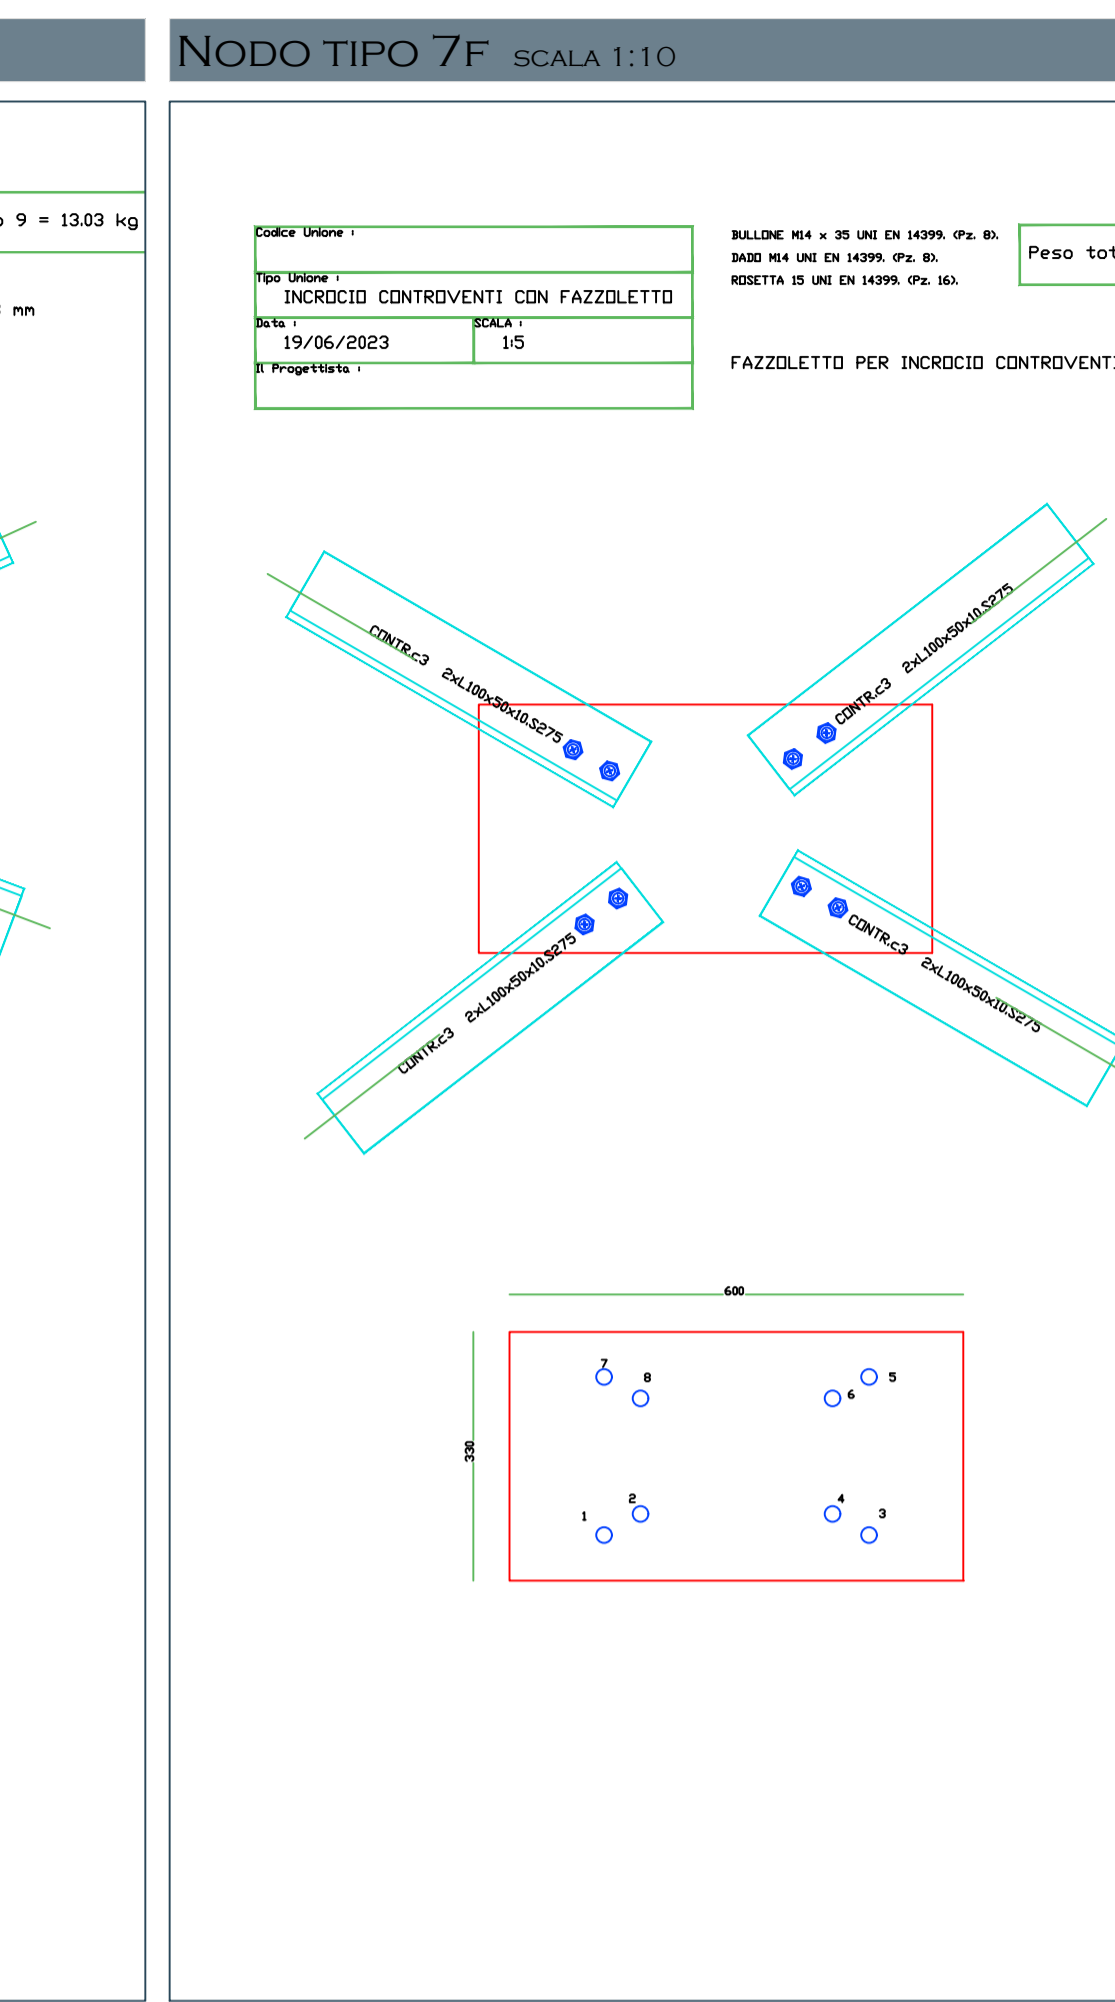 NODO TIPO 7F SCALA 1:10
9 = 13.03 kg
mm
Codice Unione :
Tipo Unione :
INCROCIO CONTROVENTI CON FAZZOLETTO
Data :
19/06/2023
SCALA :
1:5
Il Progettista :
BULLONE M14 x 35 UNI EN 14399. (Pz. 8).
DADO M14 UNI EN 14399. (Pz. 8).
ROSETTA 15 UNI EN 14399. (Pz. 16).
Peso tot
FAZZOLETTO PER INCROCIO CONTROVENTI
CONTR.c3 2xL100x50x10.S275
CONTR.c3 2xL100x50x10.S275
CONTR.c3 2xL100x50x10.S275
CONTR.c3 2xL100x50x10.S275
600
330
7
8
5
6
1
2
4
3